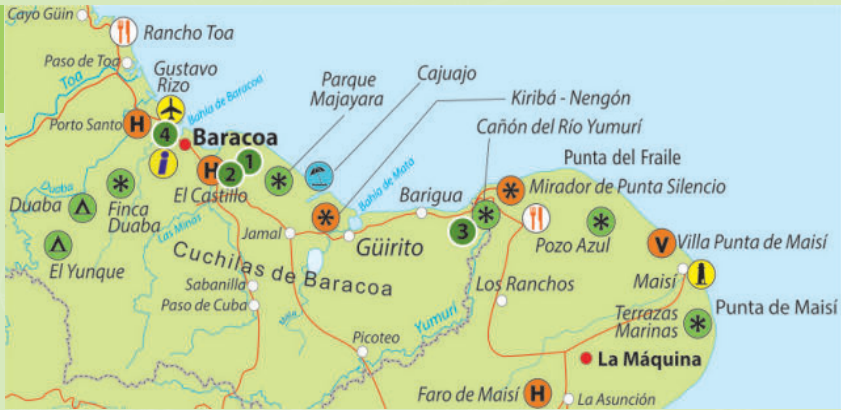 Cayo Güin
Rancho Toa
Paso de Toa
Toa
Gustavo
Rizo
Bahía de Baracoa
Parque
Majayara
Cajuajo
Kiribá - Nengón
Cañón del Río Yumurí
Porto Santo
H
4
Baracoa
i
H
2
1
El Castillo
Punta del Fraile
Mirador de Punta Silencio
Bahía de Mata
Barigua
Duaba
Duaba
Finca
Duaba
Las Minas
Jamal
Güirito
3
Pozo Azul
V
Villa Punta de Maisí
El Yunque
Cuchilas de Baracoa
Sabanilla
Paso de Cuba
Mata
Yumurí
Los Ranchos
Maisí
Terrazas
Marinas
Punta de Maisí
Picoteo
La Máquina
Faro de Maisí
H
La Asunción